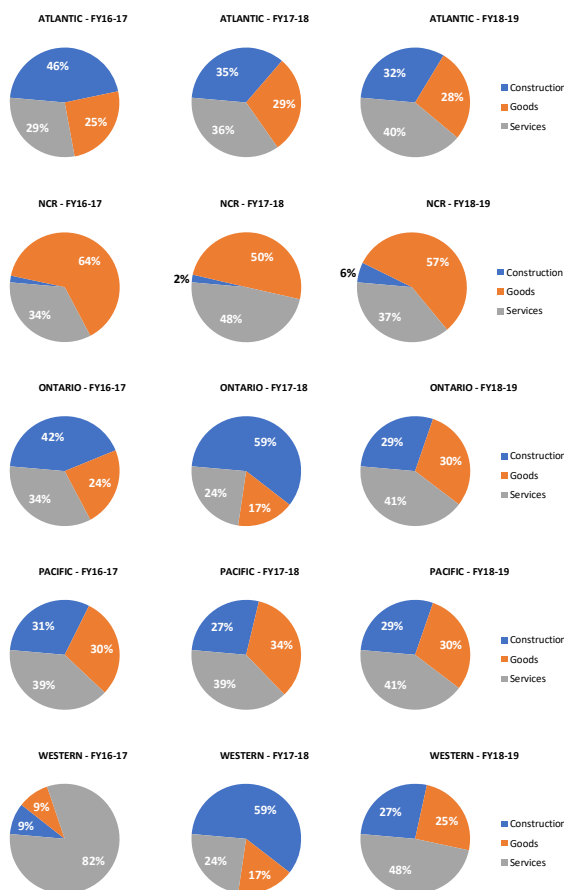 ATLANTIC - FY16-17 ATLANTIC - FY17-18 ATLANTIC - FY18-19
46% 25% 29%
35% 29% 36%
32% 28% 40%
Construction
Goods
Services
NCR - FY16-17 NCR - FY17-18 NCR - FY18-19
64% 34%
2% 50% 48%
6% 57% 37%
Construction
Goods
Services
ONTARIO - FY16-17 ONTARIO - FY17-18 ONTARIO - FY18-19
42% 24% 34%
59% 17% 24%
29% 30% 41%
Construction
Goods
Services
PACIFIC - FY16-17 PACIFIC - FY17-18 PACIFIC - FY18-19
31% 30% 39%
27% 34% 39%
29% 30% 41%
Construction
Goods
Services
WESTERN - FY16-17 WESTERN - FY17-18 WESTERN - FY18-19
9% 9% 82%
59% 17% 24%
27% 25% 48%
Construction
Goods
Services